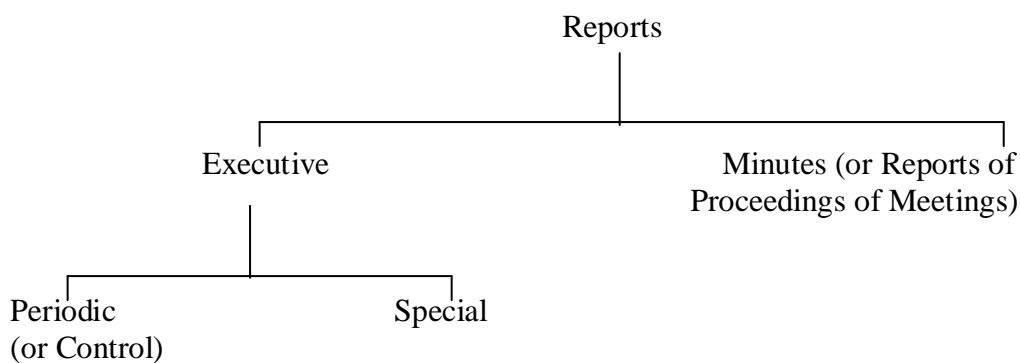 Reports
Executive
Minutes (or Reports of
Proceedings of Meetings)
Periodic
(or Control)
Special